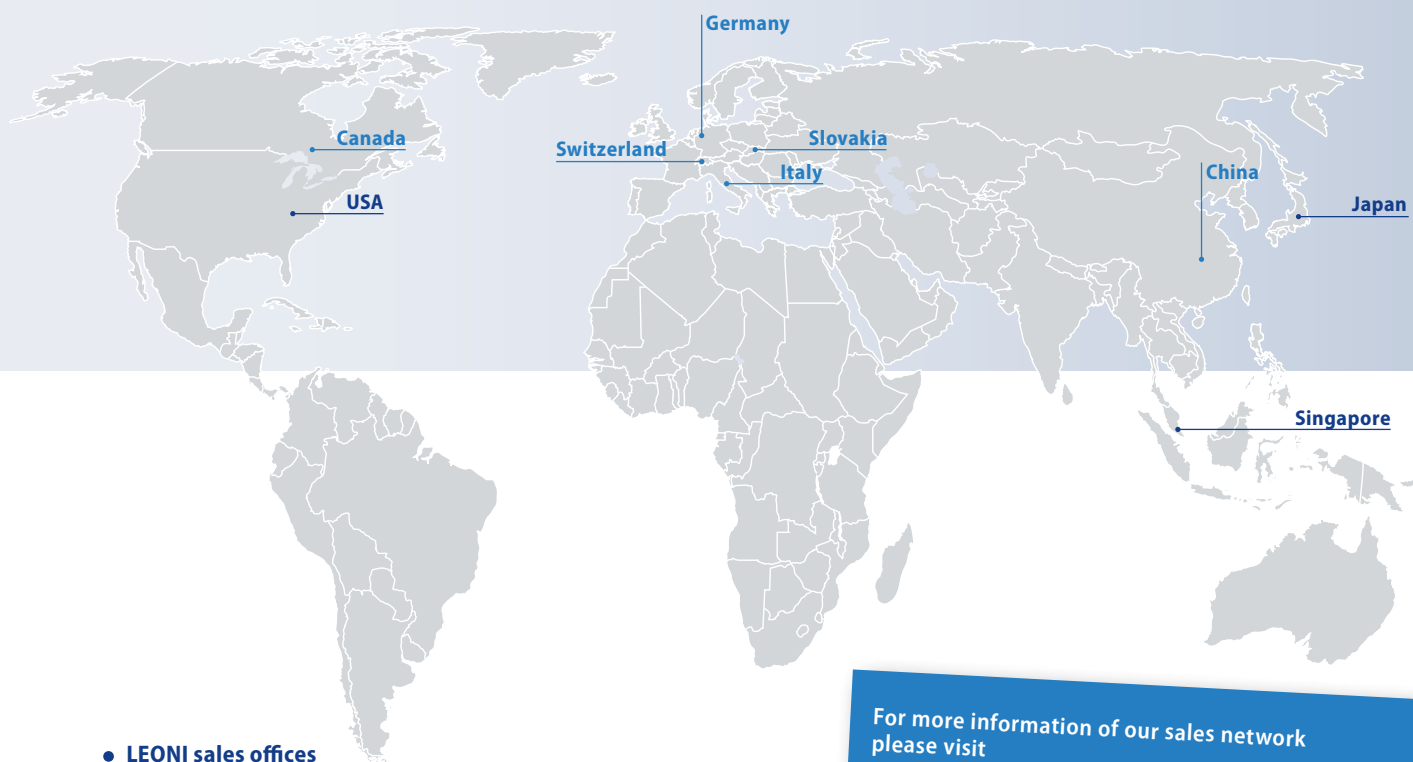 Germany
Canada
Switzerland
Slovakia
Italy
China
USA
Japan
Singapore
For more information of our sales network
please visit
LEONI sales offices